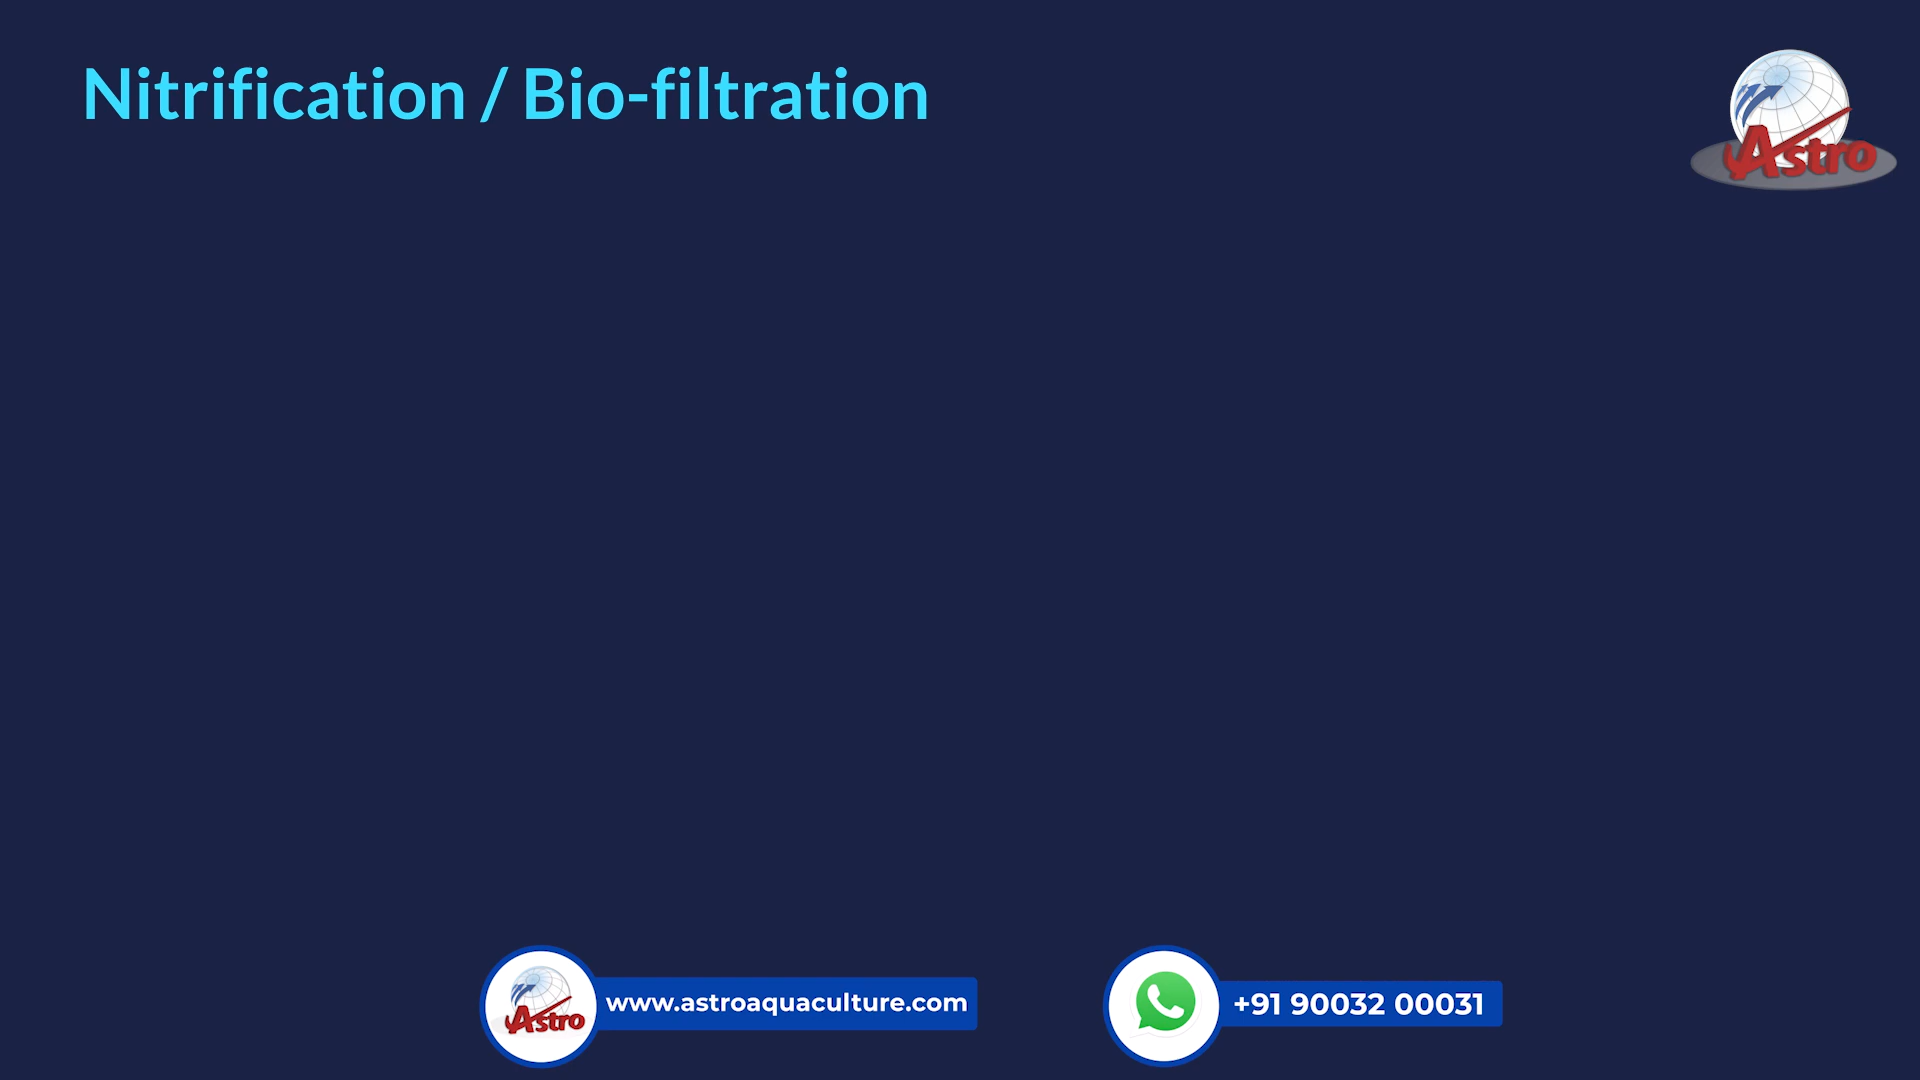 Nitrification / Bio-filtration
Astro
Astro
www.astroaquaculture.com
+91 90032 00031